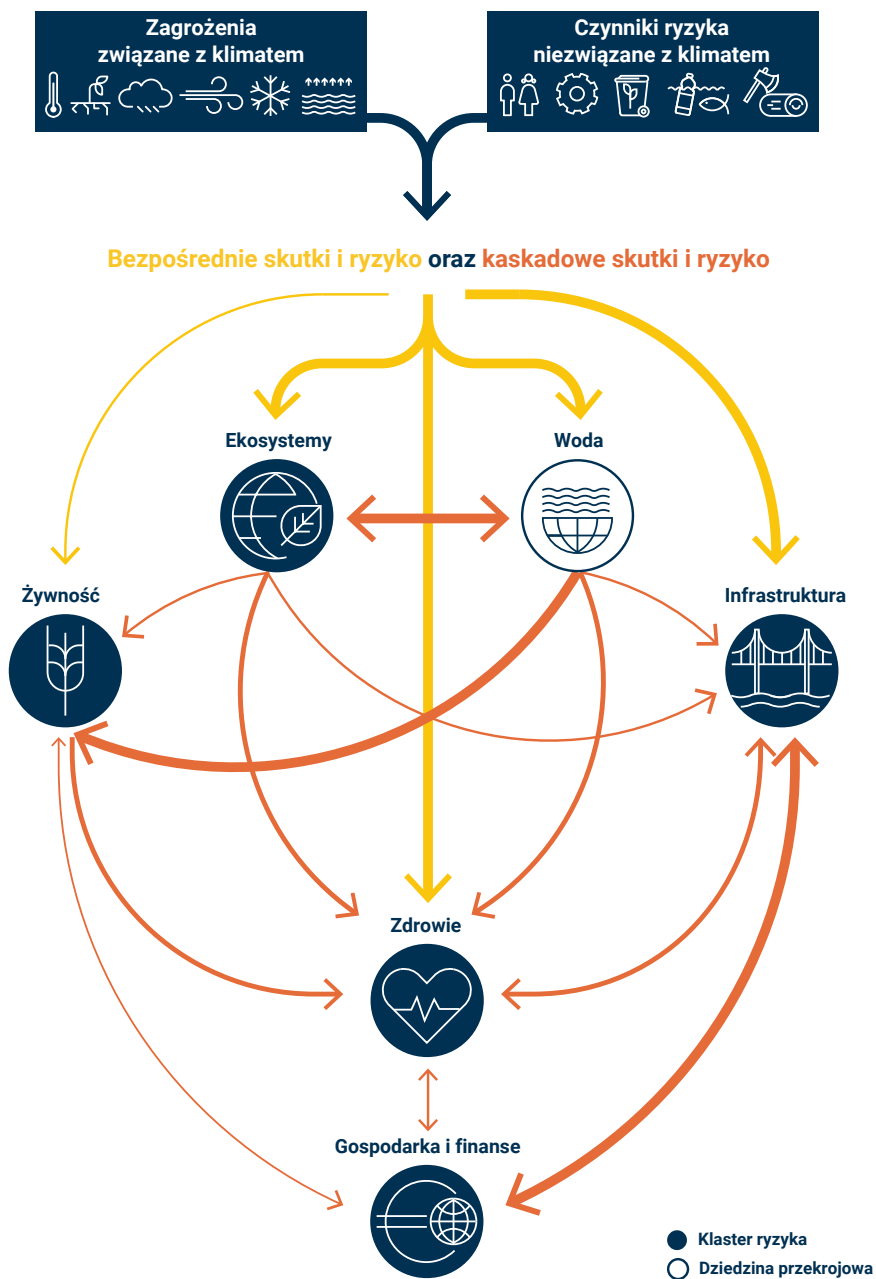 Zagrożenia
związane z klimatem
Czynniki ryzyka
niezwiązane z klimatem
Bezpośrednie skutki i ryzyko oraz kaskadowe skutki i ryzyko
Ekosystemy
Woda
Żywność
Infrastruktura
Zdrowie
Gospodarka i finanse
Klaster ryzyka
Dziedzina przekrojowa